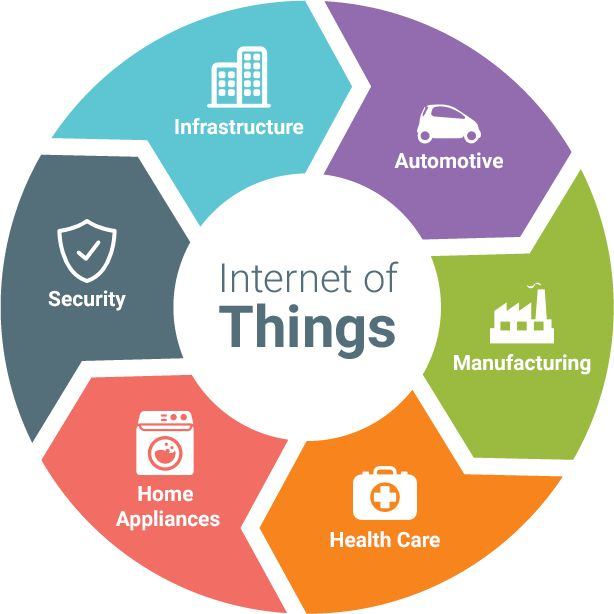 Internet of
Things
Infrastructure
Automotive
Manufacturing
Health Care
Home
Appliances
Security